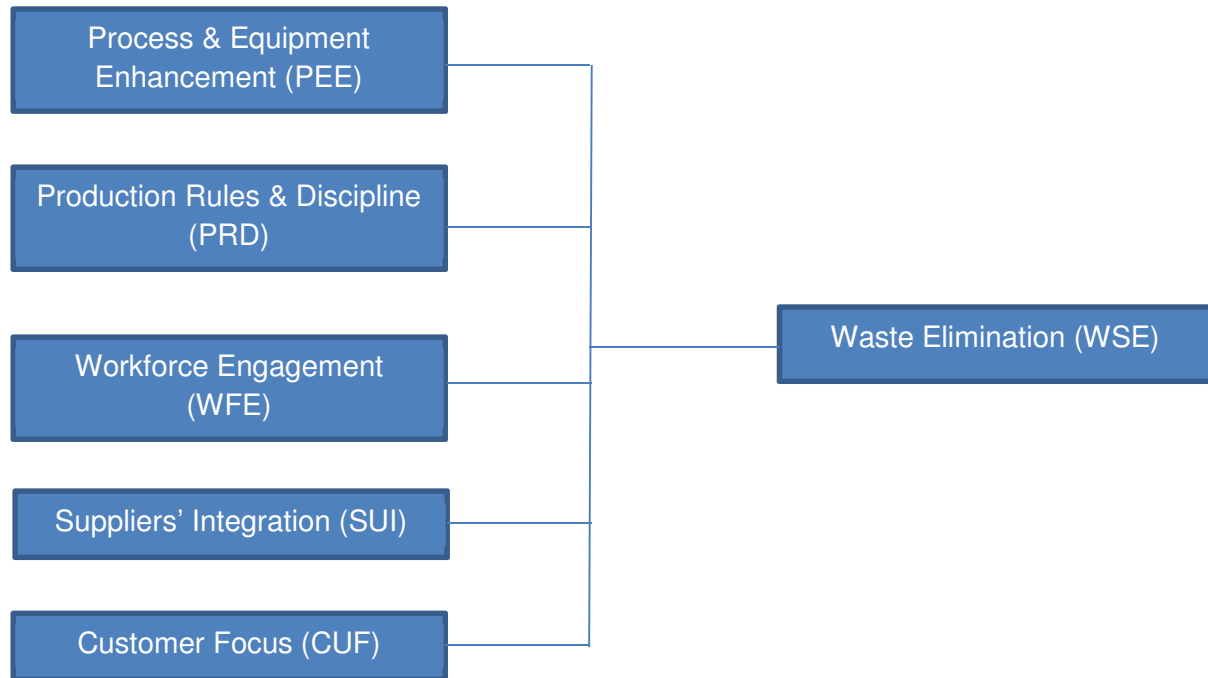 Process & Equipment
Enhancement (PEE)
Production Rules & Discipline
(PRD)
Workforce Engagement
(WFE)
Waste Elimination (WSE)
Suppliers’ Integration (SUI)
Customer Focus (CUF)